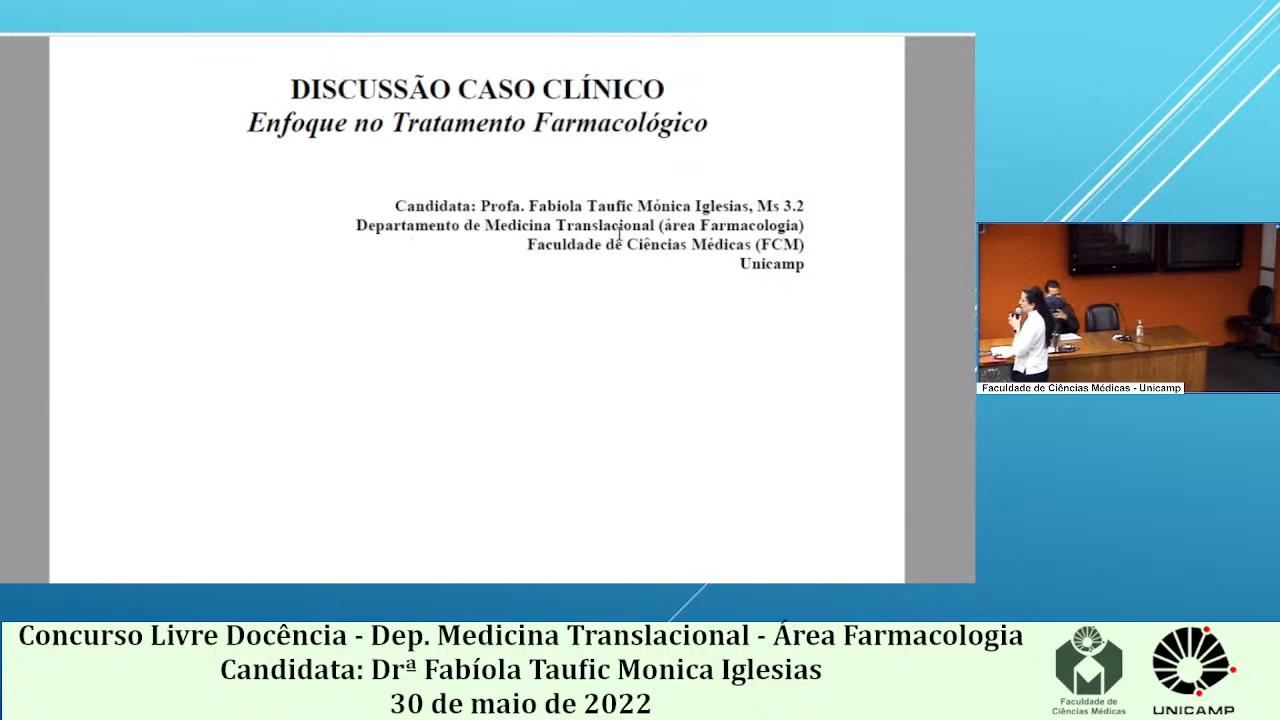 DISCUSSÃO CASO CLÍNICO
Enfoque no Tratamento Farmacológico
Candidata: Profa. Fabiola Taufic Mónica Iglesias, Ms 3.2
Departamento de Medicina Translacional (área Farmacologia)
Faculdade de Ciências Médicas (FCM)
Unicamp
Faculdade de Ciências Médicas - Unicamp
Concurso Livre Docência - Dep. Medicina Translacional - Área Farmacologia
Candidata: Drª Fabíola Taufic Monica Iglesias
30 de maio de 2022
Faculdade de
Ciências Médicas
UNICAMP